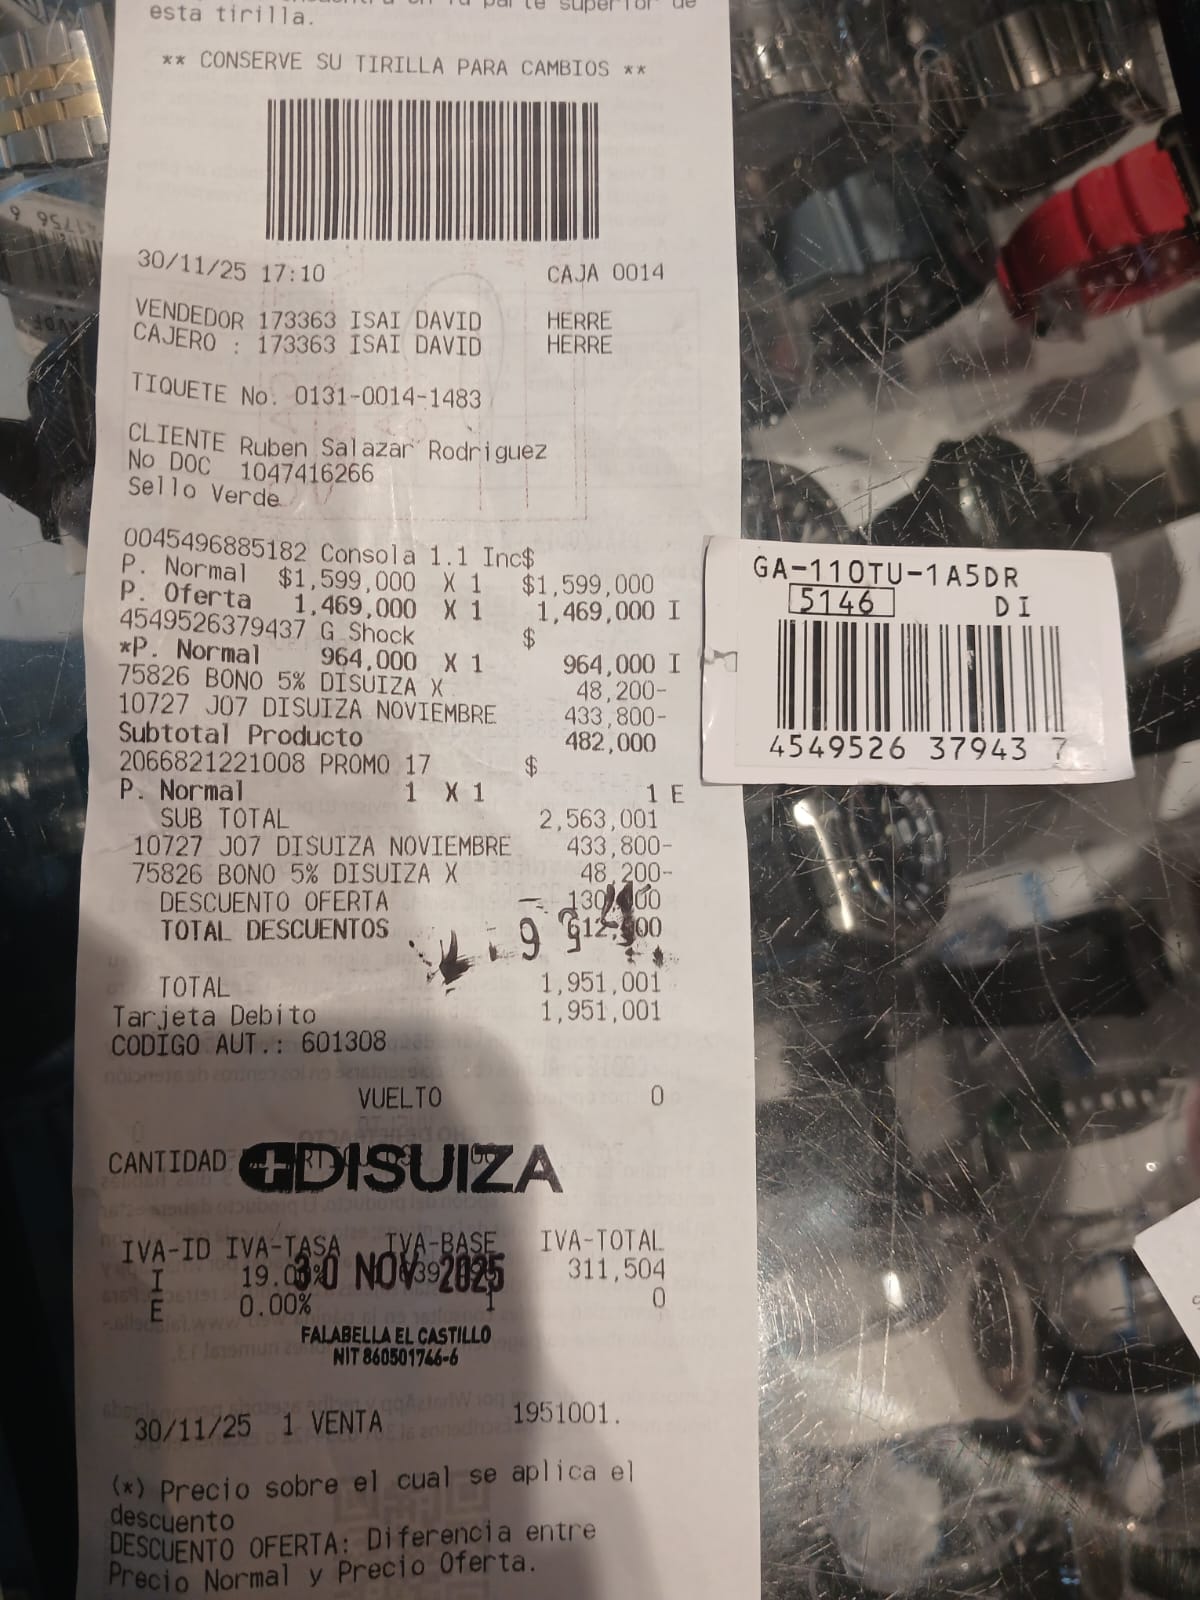 esta tirilla.
** CONSERVE SU TIRILLA PARA CAMBIOS **
30/11/25 17:10 CAJA 0014
VENDEDOR 173363 ISAI DAVID HERRE
CAJERO : 173363 ISAI DAVID HERRE
TIQUETE No. 0131-0014-1483
CLIENTE Ruben Salazar Rodriguez
No DOC 1047416266
Sello Verde
0045496885182 Consola 1.1 Inc$
P. Normal $1,599,000 X 1 $1,599,000
P. Oferta 1,469,000 X 1 1,469,000 I
4549526379437 G Shock $
*P. Normal 964,000 X 1 964,000 I
75826 BONO 5% DISUIZA X 48,200-
10727 J07 DISUIZA NOVIEMBRE 433,800-
Subtotal Producto 482,000
2066821221008 PROMO 17 $
P. Normal 1 X 1 1 E
SUB TOTAL 2,563,001
10727 J07 DISUIZA NOVIEMBRE 433,800-
75826 BONO 5% DISUIZA X 48,200-
DESCUENTO OFERTA
TOTAL DESCUENTOS
TOTAL 1,951,001
Tarjeta Debito 1,951,001
CODIGO AUT.: 601308
VUELTO 0
CANTIDAD
DISUIZA
IVA-ID IVA-TASA IVA-BASE IVA-TOTAL
I 311,504
30 NOV 2025
E 0.00% 1 0
FALABELLA EL CASTILLO
NIT 860501746-6
30/11/25 1 VENTA 1951001.
(*) Precio sobre el cual se aplica el
descuento
DESCUENTO OFERTA: Diferencia entre
Precio Normal y Precio Oferta.
GA-110TU-1A5DR
5146 DI
4549526 37943 7